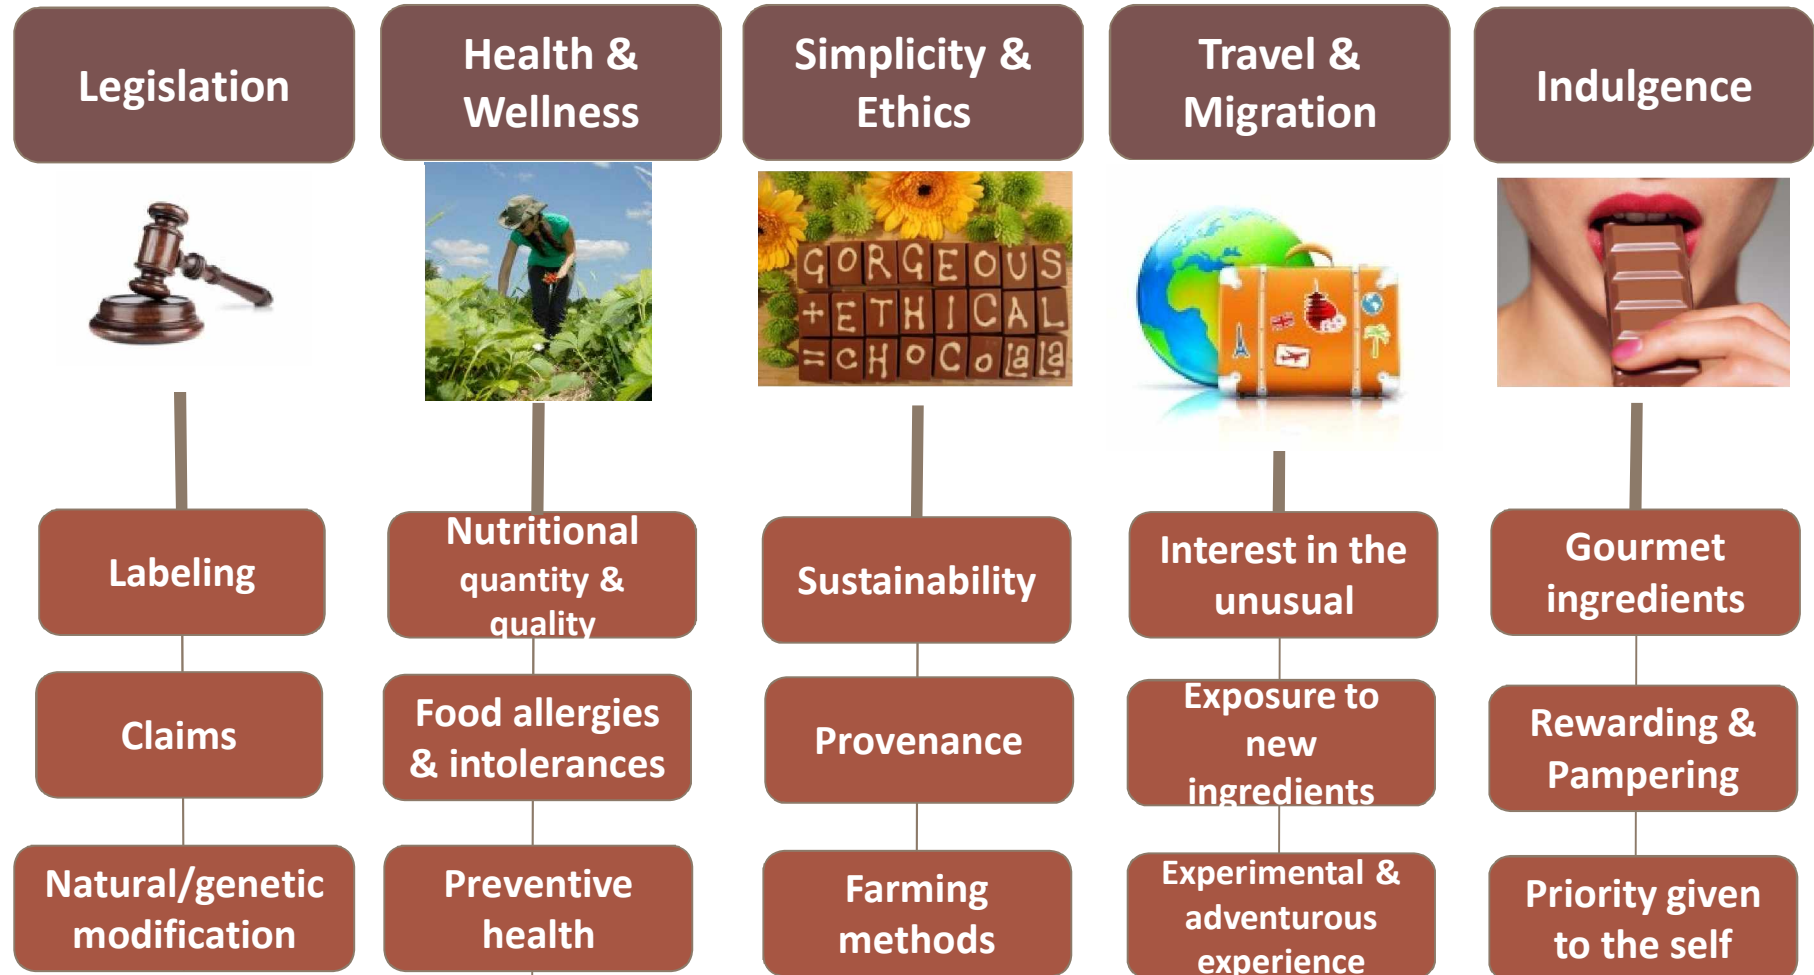 Legislation
Health &
Wellness
Simplicity &
Ethics
Travel &
Migration
Indulgence
GORGEOUS
+ETHICAL
=CHOCoLaLa
Labeling
Nutritional
quantity &
quality
Sustainability
Interest in the
unusual
Gourmet
ingredients
Claims
Food allergies
& intolerances
Provenance
Exposure to
new
ingredients
Rewarding &
Pampering
Natural/genetic
modification
Preventive
health
Farming
methods
Experimental &
adventurous
experience
Priority given
to the self